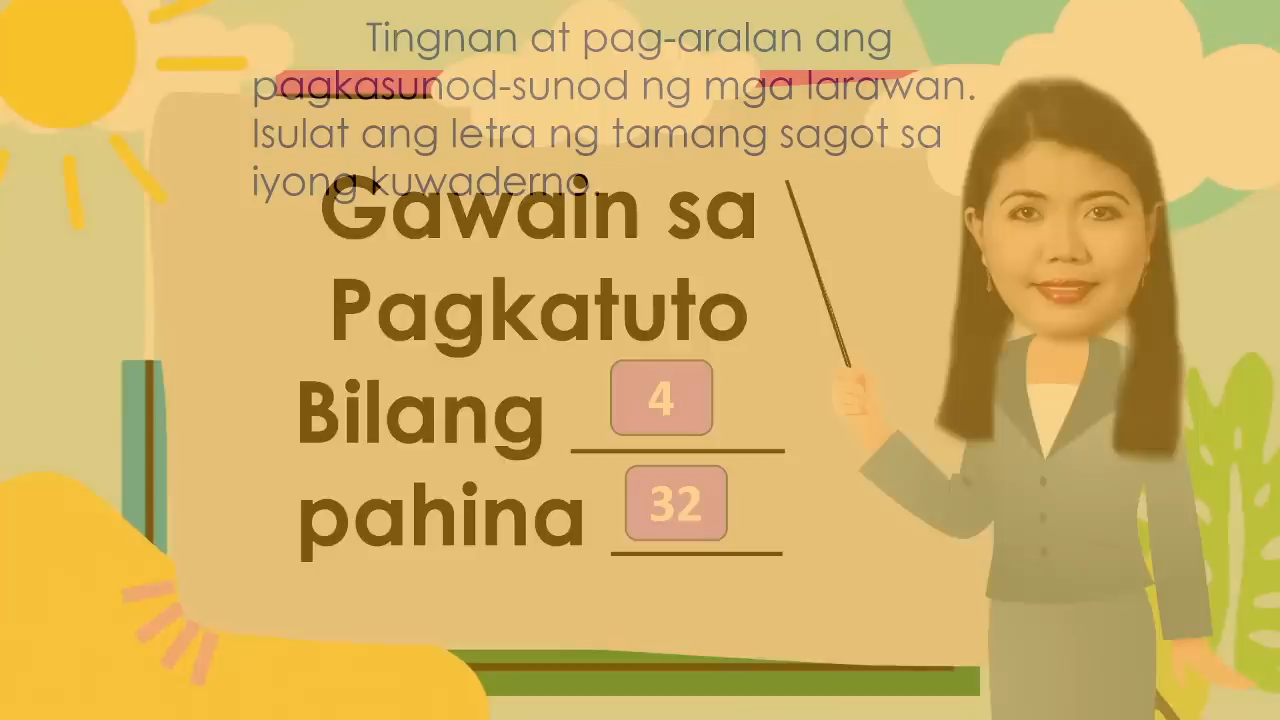 Tingnan at pag-aralan ang
pagkasunod-sunod ng mga larawan.
Isulat ang letra ng tamang sagot sa
iyong kuwaderno.
Gawain sa
Pagkatuto
Bilang 4
pahina 32